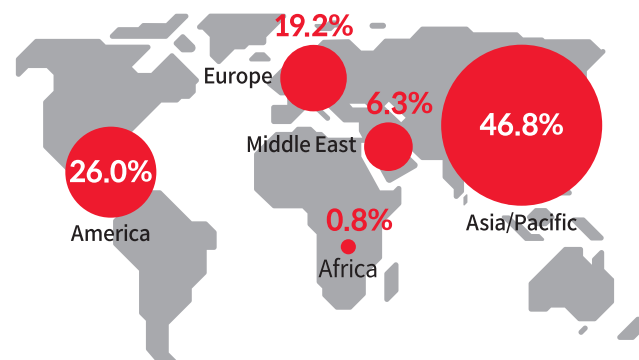 19.2%
Europe
6.3%
Middle East
46.8%
Asia/Pacific
26.0%
America
0.8%
Africa